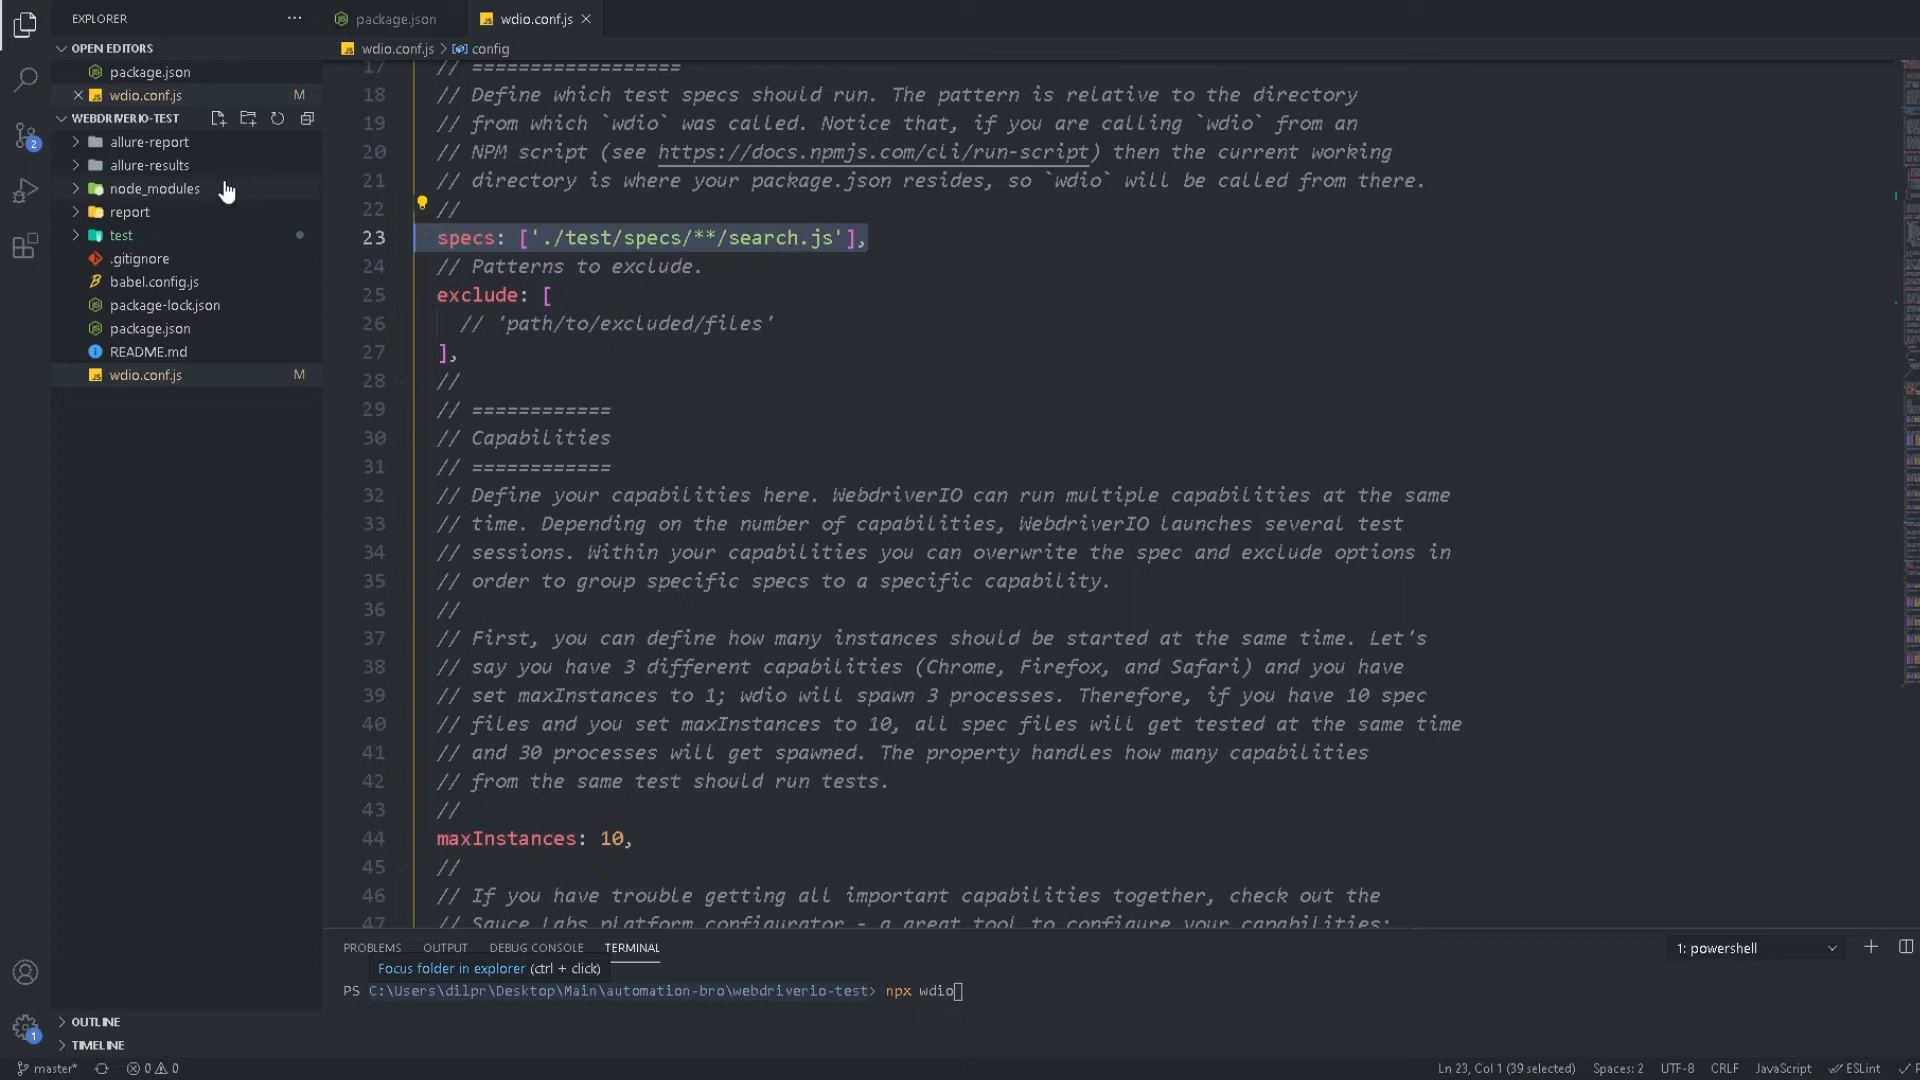 EXPLORER
OPEN EDITORS
package.json
wdio.conf.js M
WEBDRIVERIO-TEST
allure-report
allure-results
node_modules
report
test
.gitignore
babel.config.js
package-lock.json
package.json
README.md
wdio.conf.js M
OUTLINE
TIMELINE
2
1
package.json
wdio.conf.js
wdio.conf.js > config
17 // ==================
18 // Define which test specs should run. The pattern is relative to the directory
19 // from which `wdio` was called. Notice that, if you are calling `wdio` from an
20 // NPM script (see https://docs.npmjs.com/cli/run-script) then the current working
21 // directory is where your package.json resides, so `wdio` will be called from there.
22 //
23 specs: ['./test/specs/**/search.js'],
24 // Patterns to exclude.
25 exclude: [
26 // 'path/to/excluded/files'
27 ],
28 //
29 // ============
30 // Capabilities
31 // ============
32 // Define your capabilities here. WebdriverIO can run multiple capabilities at the same
33 // time. Depending on the number of capabilities, WebdriverIO launches several test
34 // sessions. Within your capabilities you can overwrite the spec and exclude options in
35 // order to group specific specs to a specific capability.
36 //
37 // First, you can define how many instances should be started at the same time. Let's
38 // say you have 3 different capabilities (Chrome, Firefox, and Safari) and you have
39 // set maxInstances to 1; wdio will spawn 3 processes. Therefore, if you have 10 spec
40 // files and you set maxInstances to 10, all spec files will get tested at the same time
41 // and 30 processes will get spawned. The property handles how many capabilities
42 // from the same test should run tests.
43 //
44 maxInstances: 10,
45 //
46 // If you have trouble getting all important capabilities together, check out the
47 // Sauce Labs platform configurator - a great tool to configure your capabilities:
PROBLEMS OUTPUT DEBUG CONSOLE TERMINAL
1: powershell
Focus folder in explorer (ctrl + click)
PS C:\Users\dilpr\Desktop\Main\automation-bro\webdriverio-test> npx wdio
master* 0 0 Ln 23, Col 1 (39 selected) Spaces: 2 UTF-8 CRLF JavaScript ESLint